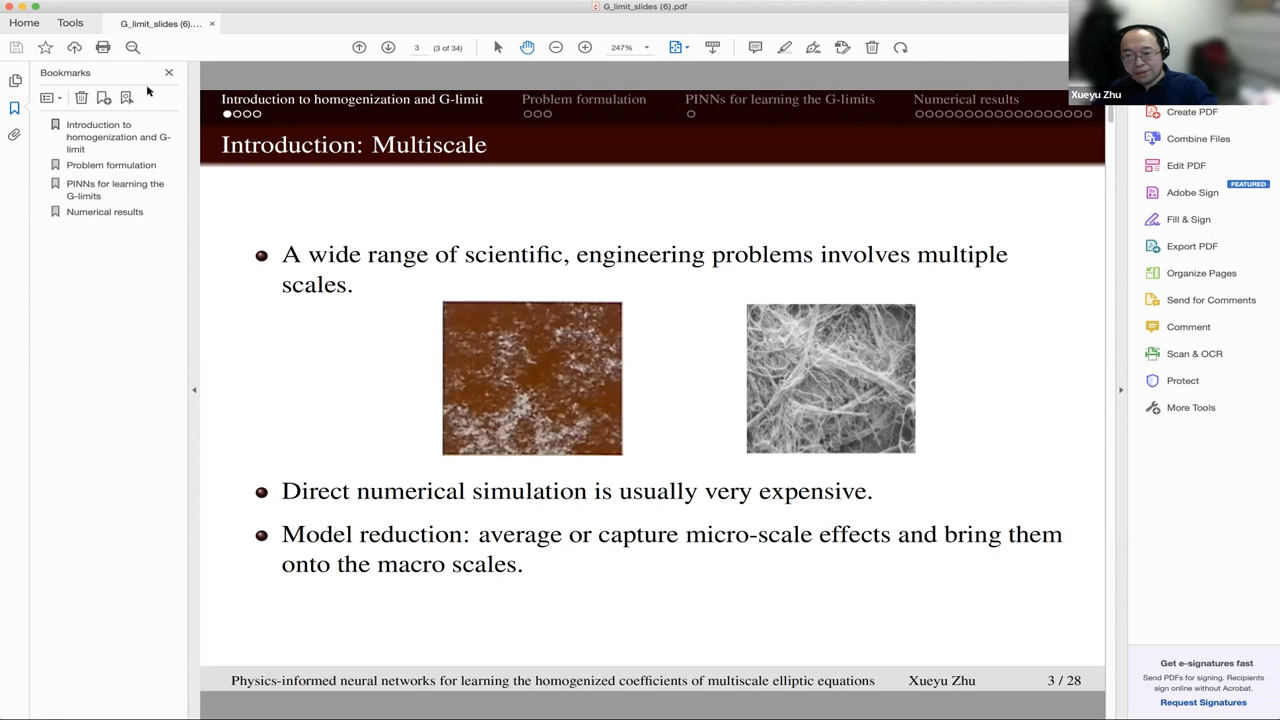 G_limit_slides (6).pdf
Home
Tools
G_limit_slides (6)....
3
(3 of 34)
247%
Xueyu Zhu
Bookmarks
Introduction to
homogenization and G-
limit
Problem formulation
PINNs for learning the
G-limits
Numerical results
Introduction to homogenization and G-limit
Problem formulation
PINNs for learning the G-limits
Numerical results
Introduction: Multiscale
A wide range of scientific, engineering problems involves multiple
scales.
Direct numerical simulation is usually very expensive.
Model reduction: average or capture micro-scale effects and bring them
onto the macro scales.
Physics-informed neural networks for learning the homogenized coefficients of multiscale elliptic equations
Xueyu Zhu
3 / 28
Create PDF
Combine Files
Edit PDF
FEATURED
Adobe Sign
Fill & Sign
Export PDF
Organize Pages
Send for Comments
Comment
Scan & OCR
Protect
More Tools
Get e-signatures fast
Send PDFs for signing. Recipients
sign online without Acrobat.
Request Signatures